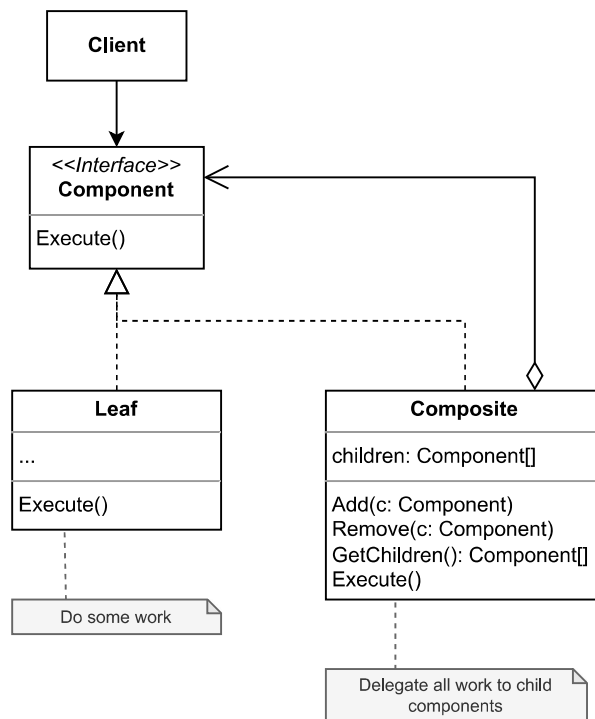 Client
<<Interface>>
Component
Execute()
Leaf
...
Execute()
Do some work
Composite
children: Component[]
Add(c: Component)
Remove(c: Component)
GetChildren(): Component[]
Execute()
Delegate all work to child
components